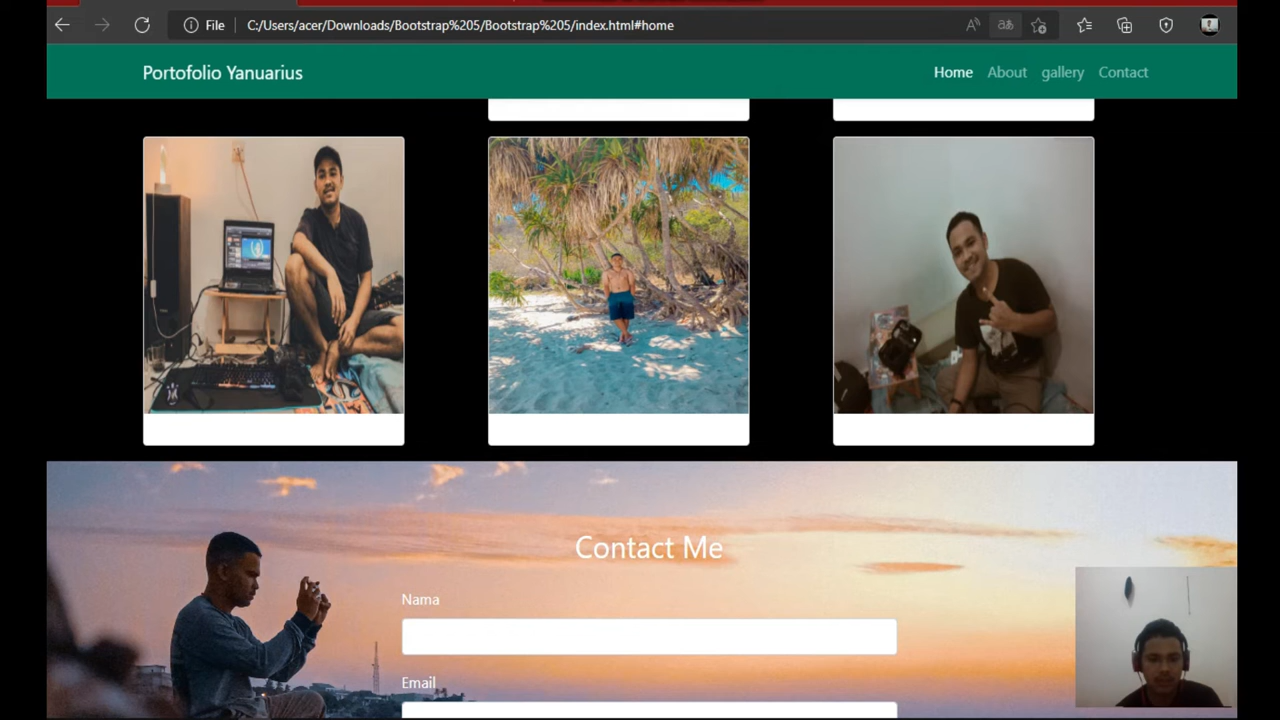 File
C:/Users/acer/Downloads/Bootstrap%205/Bootstrap%205/index.html#home
Portofolio Yanuarius
Home
About
gallery
Contact
Contact Me
Nama
Email